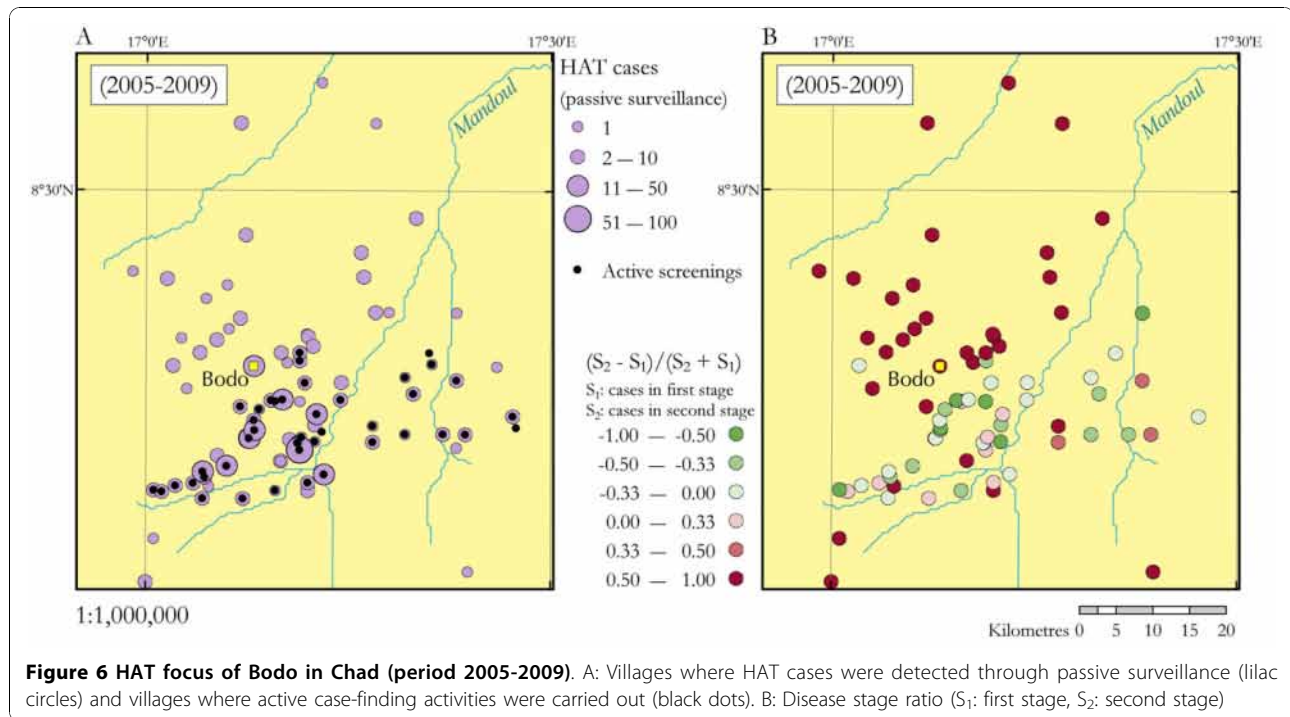 A
17°0'E
17°30'E
(2005-2009)
8°30'N
Mandoul
Bodo
1:1,000,000
HAT cases
(passive surveillance)
1
2 — 10
11 — 50
51 — 100
Active screenings
(S₂ - S₁)/(S₂ + S₁)
S₁: cases in first stage
S₂: cases in second stage
-1.00 — -0.50
-0.50 — -0.33
-0.33 — 0.00
0.00 — 0.33
0.33 — 0.50
0.50 — 1.00
B
17°0'E
17°30'E
(2005-2009)
8°30'N
Mandoul
Bodo
Kilometres 0 5 10 15 20
Figure 6 HAT focus of Bodo in Chad (period 2005-2009). A: Villages where HAT cases were detected through passive surveillance (lilac
circles) and villages where active case-finding activities were carried out (black dots). B: Disease stage ratio (S₁: first stage, S₂: second stage)